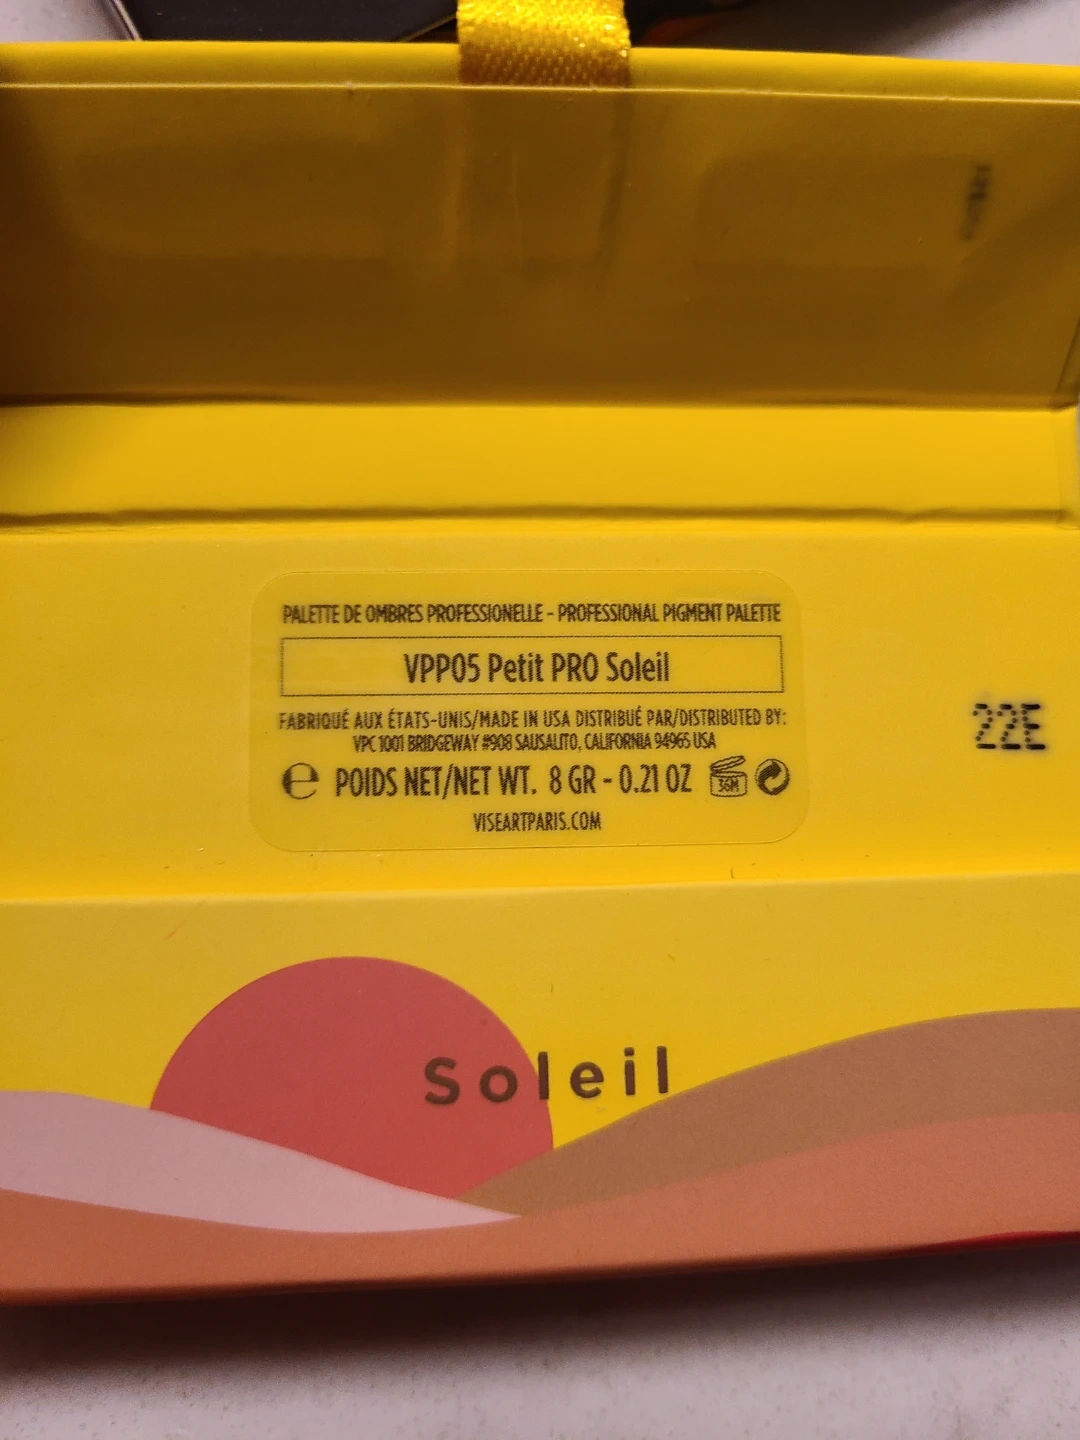 PALETTE DE OMBRES PROFESSIONELLE - PROFESSIONAL PIGMENT PALETTE
VPP05 Petit PRO Soleil
FABRIQUÉ AUX ÉTATS-UNIS/MADE IN USA DISTRIBUÉ PAR/DISTRIBUTED BY:
VPC 1001 BRIDGEWAY #908 SAUSALITO, CALIFORNIA 94965 USA
e POIDS NET/NET WT. 8 GR - 0.21 OZ 36M
VISEARTPARIS.COM
22E
Soleil